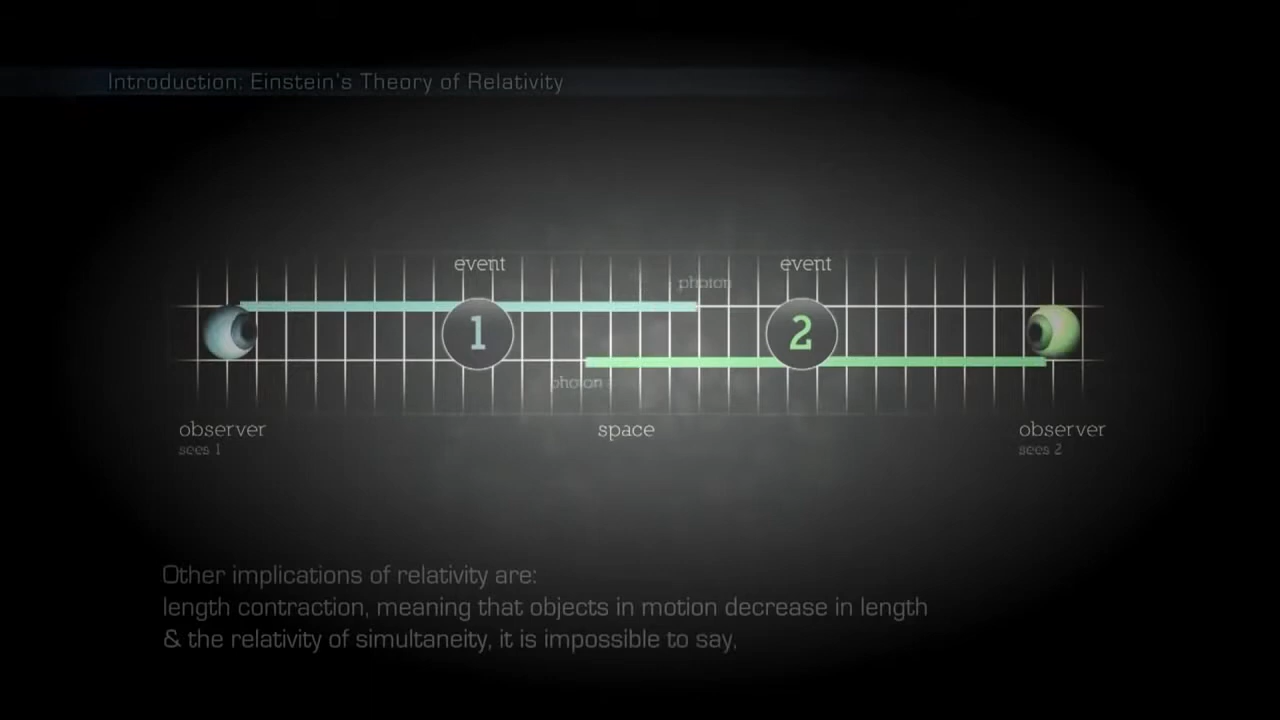 Introduction: Einstein's Theory of Relativity
event
event
photon
1
2
photon
observer
sees 1
space
observer
sees 2
Other implications of relativity are:
length contraction, meaning that objects in motion decrease in length
& the relativity of simultaneity, it is impossible to say,